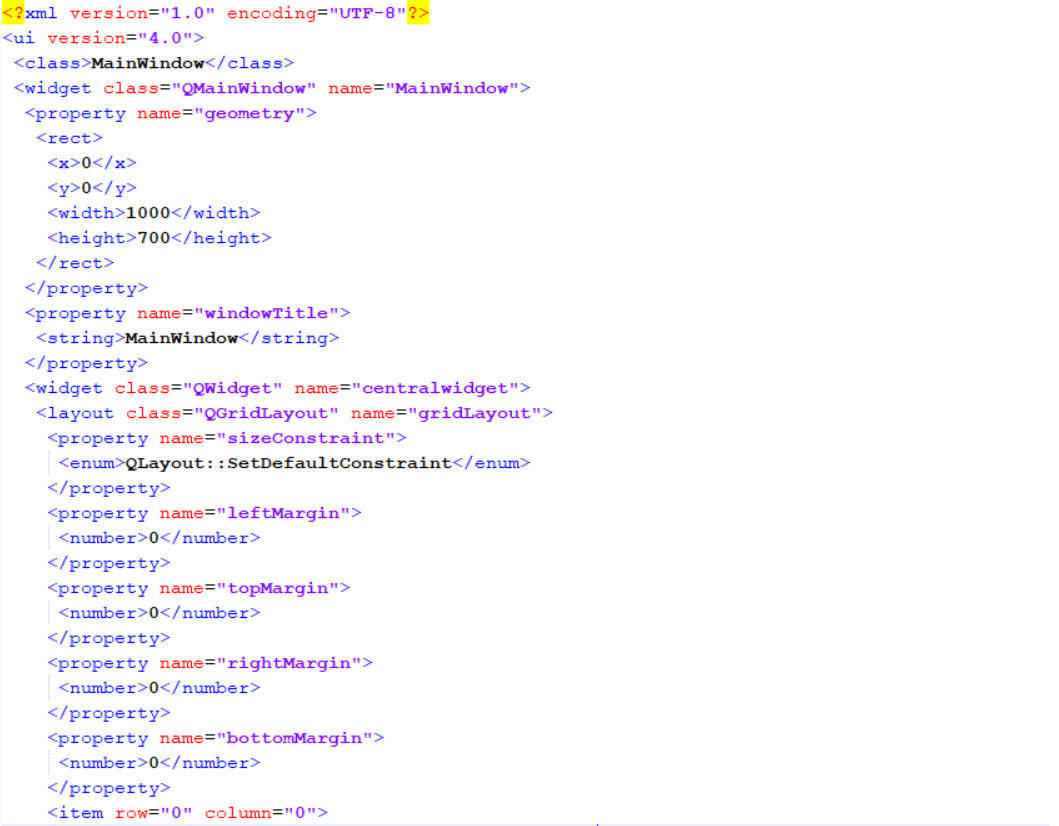 <?xml version="1.0" encoding="UTF-8"?>
<ui version="4.0">
 <class>MainWindow</class>
 <widget class="QMainWindow" name="MainWindow">
  <property name="geometry">
   <rect>
    <x>0</x>
    <y>0</y>
    <width>1000</width>
    <height>700</height>
   </rect>
  </property>
  <property name="windowTitle">
   <string>MainWindow</string>
  </property>
  <widget class="QWidget" name="centralwidget">
   <layout class="QGridLayout" name="gridLayout">
    <property name="sizeConstraint">
     <enum>QLayout::SetDefaultConstraint</enum>
    </property>
    <property name="leftMargin">
     <number>0</number>
    </property>
    <property name="topMargin">
     <number>0</number>
    </property>
    <property name="rightMargin">
     <number>0</number>
    </property>
    <property name="bottomMargin">
     <number>0</number>
    </property>
    <item row="0" column="0">